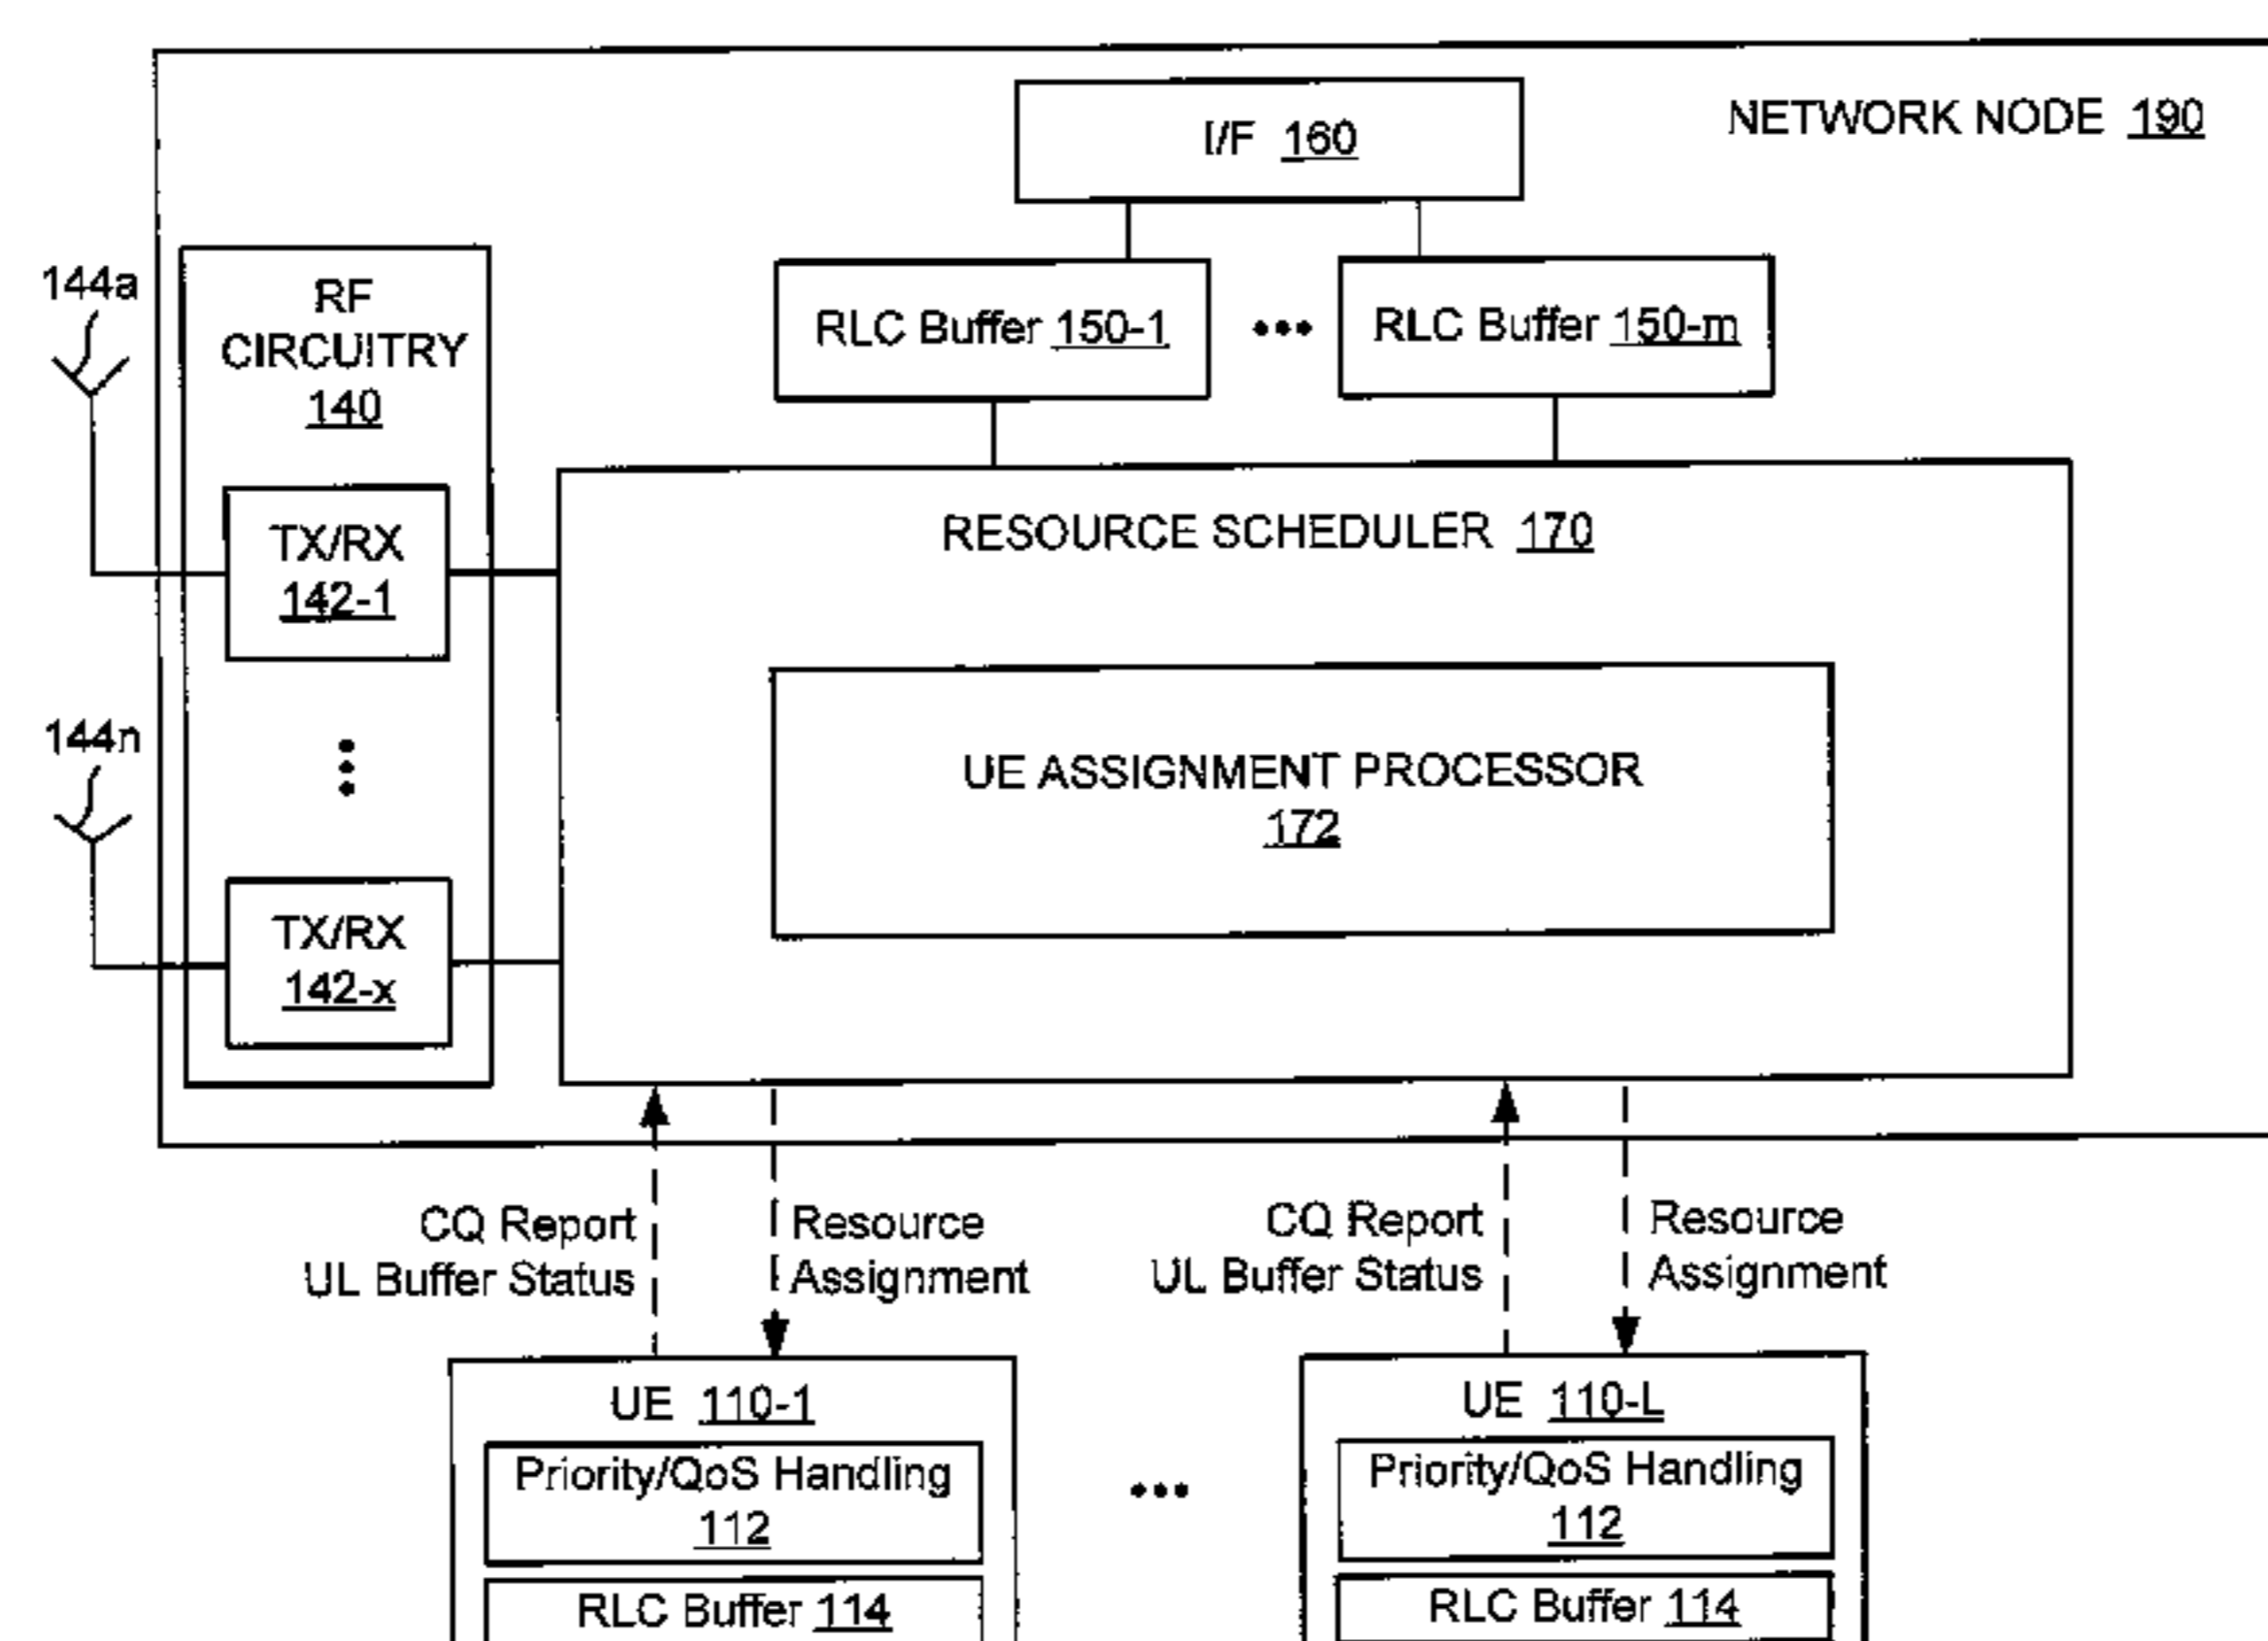 NETWORK NODE 190
I/F 160
144a
RF
CIRCUITRY
140
RLC Buffer 150-1
RLC Buffer 150-m
TX/RX
142-1
RESOURCE SCHEDULER 170
144n
UE ASSIGNMENT PROCESSOR
172
TX/RX
142-x
CQ Report
UL Buffer Status
Resource
Assignment
CQ Report
UL Buffer Status
Resource
Assignment
UE 110-1
Priority/QoS Handling
112
RLC Buffer 114
UE 110-L
Priority/QoS Handling
112
RLC Buffer 114